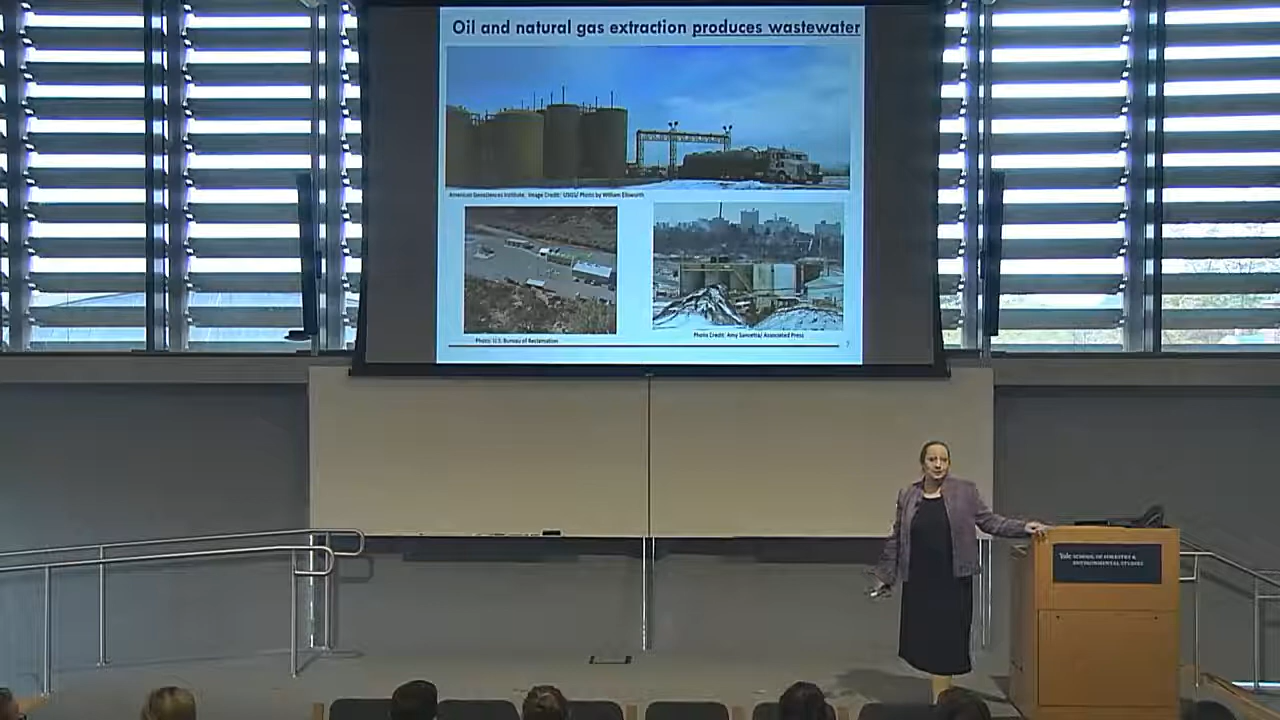 Oil and natural gas extraction produces wastewater
American Geosciences Institute; Image Credit: USGS/ Photo by William Ellsworth
Photo: U.S. Bureau of Reclamation
Photo Credit: Amy Sancetta/ Associated Press
7
Yale SCHOOL OF FORESTRY &
ENVIRONMENTAL STUDIES